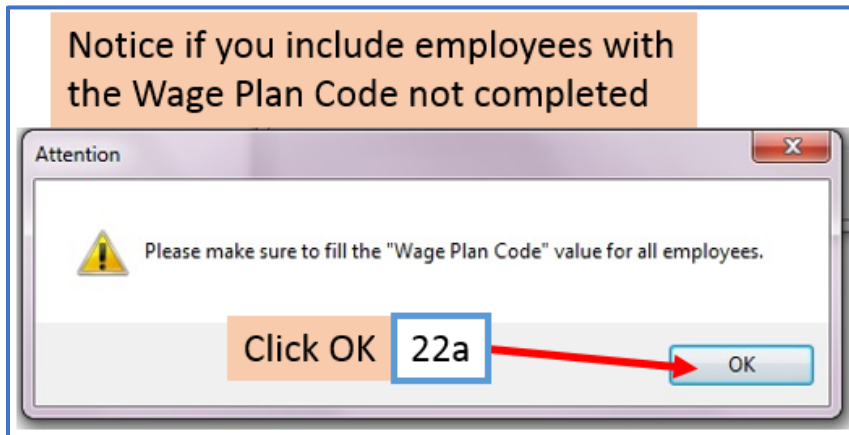 Notice if you include employees with
the Wage Plan Code not completed
Attention
Please make sure to fill the "Wage Plan Code" value for all employees.
Click OK 22a
OK